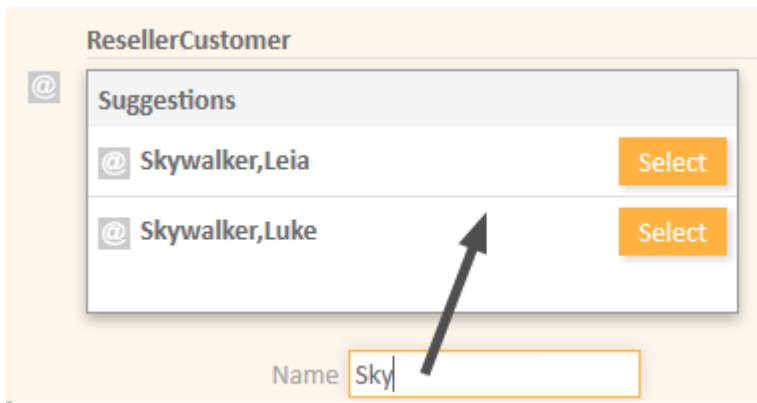 ResellerCustomer
@
Suggestions
@ Skywalker,Leia Select
@ Skywalker,Luke Select
Name Sky